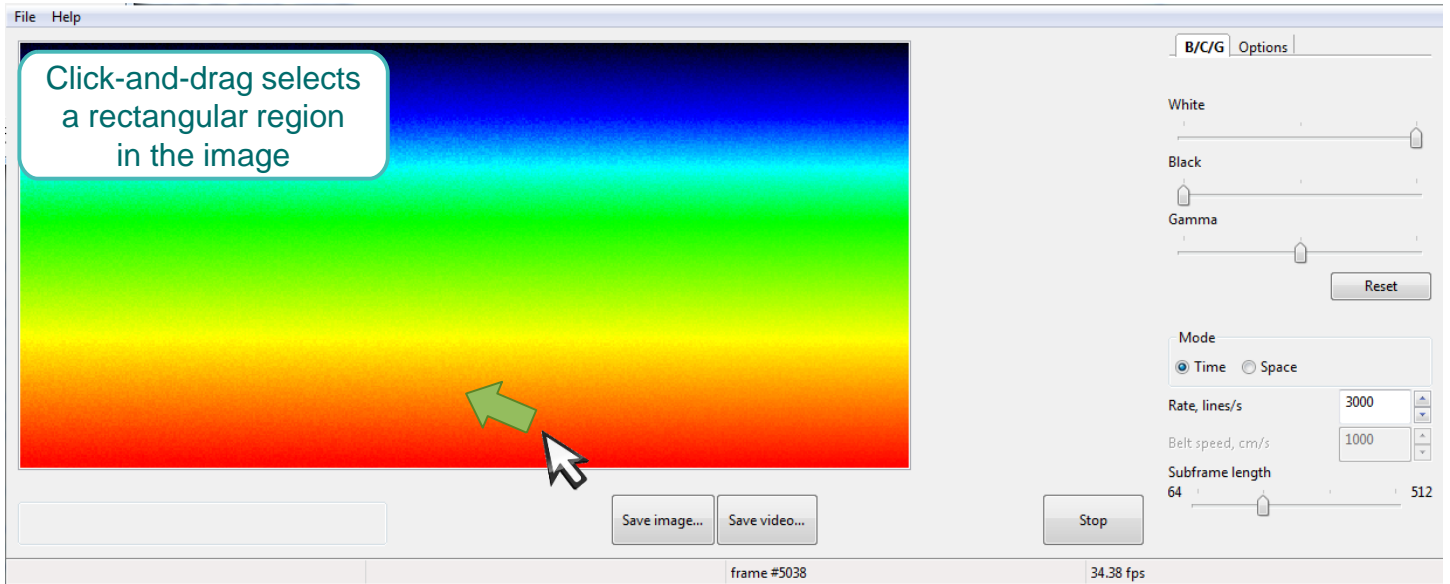 File Help
Click-and-drag selects
a rectangular region
in the image
B/C/G Options
White
Black
Gamma
Reset
Mode
Time Space
Rate, lines/s 3000
Belt speed, cm/s 1000
Subframe length
64 512
Save image... Save video... Stop
frame #5038 34.38 fps